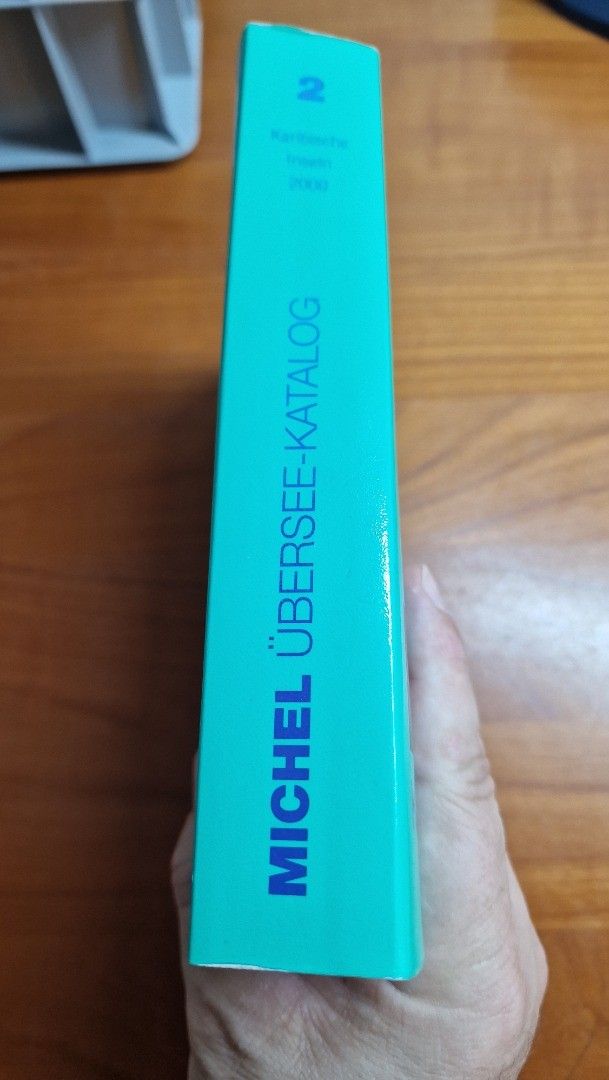 2
Karibische
Inseln
2000
MICHEL ÜBERSEE-KATALOG